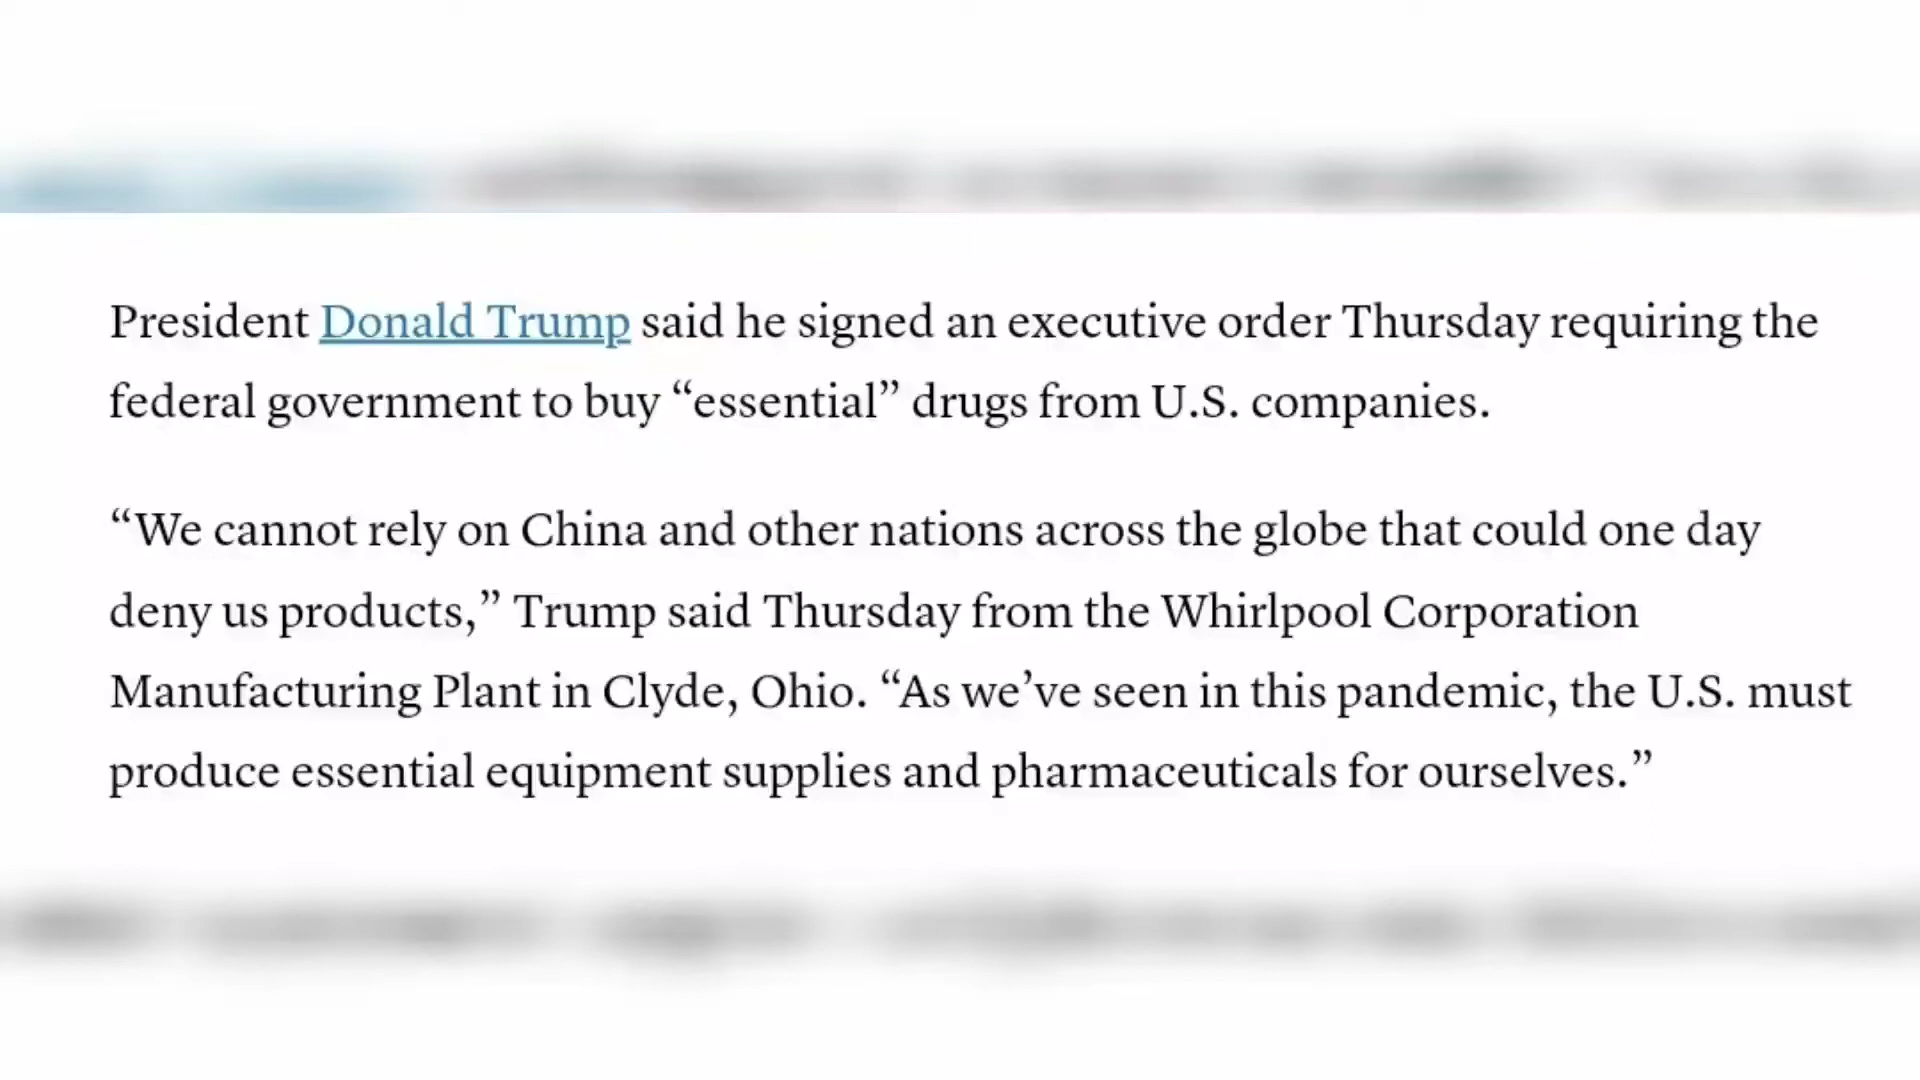 President Donald Trump said he signed an executive order Thursday requiring the
federal government to buy “essential” drugs from U.S. companies.
“We cannot rely on China and other nations across the globe that could one day
deny us products,” Trump said Thursday from the Whirlpool Corporation
Manufacturing Plant in Clyde, Ohio. “As we’ve seen in this pandemic, the U.S. must
produce essential equipment supplies and pharmaceuticals for ourselves.”